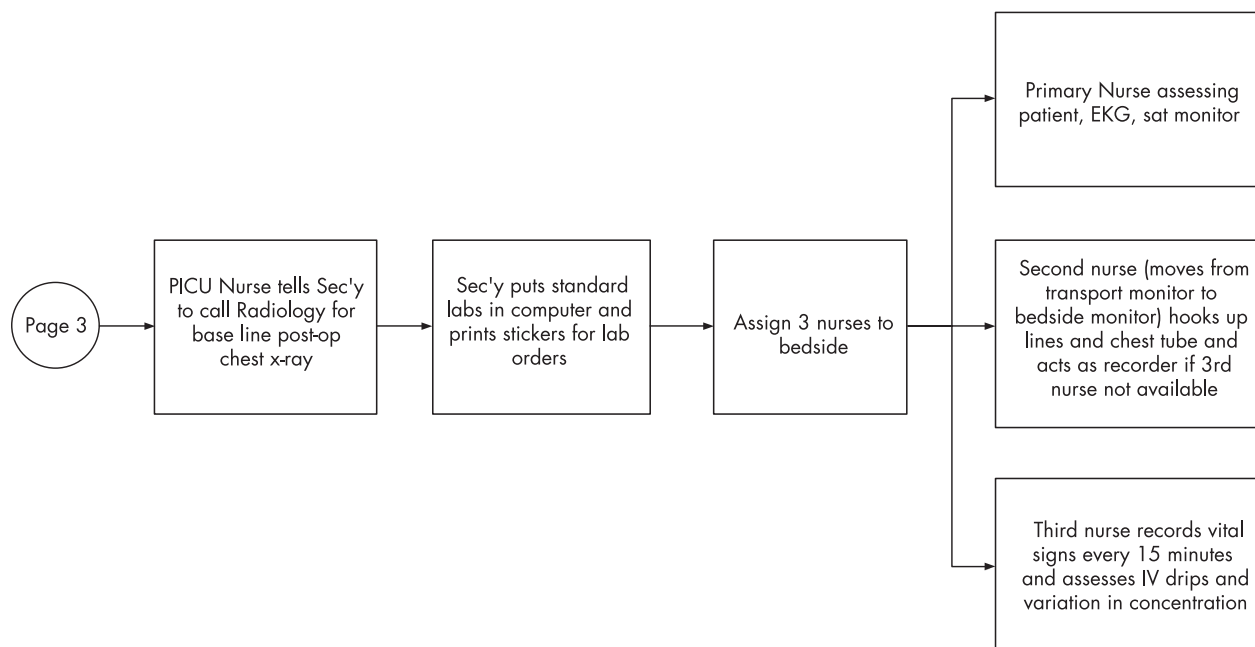 Page 3
PICU Nurse tells Sec'y
to call Radiology for
base line post-op
chest x-ray
Sec'y puts standard
labs in computer and
prints stickers for lab
orders
Assign 3 nurses to
bedside
Primary Nurse assessing
patient, EKG, sat monitor
Second nurse (moves from
transport monitor to
bedside monitor) hooks up
lines and chest tube and
acts as recorder if 3rd
nurse not available
Third nurse records vital
signs every 15 minutes
and assesses IV drips and
variation in concentration